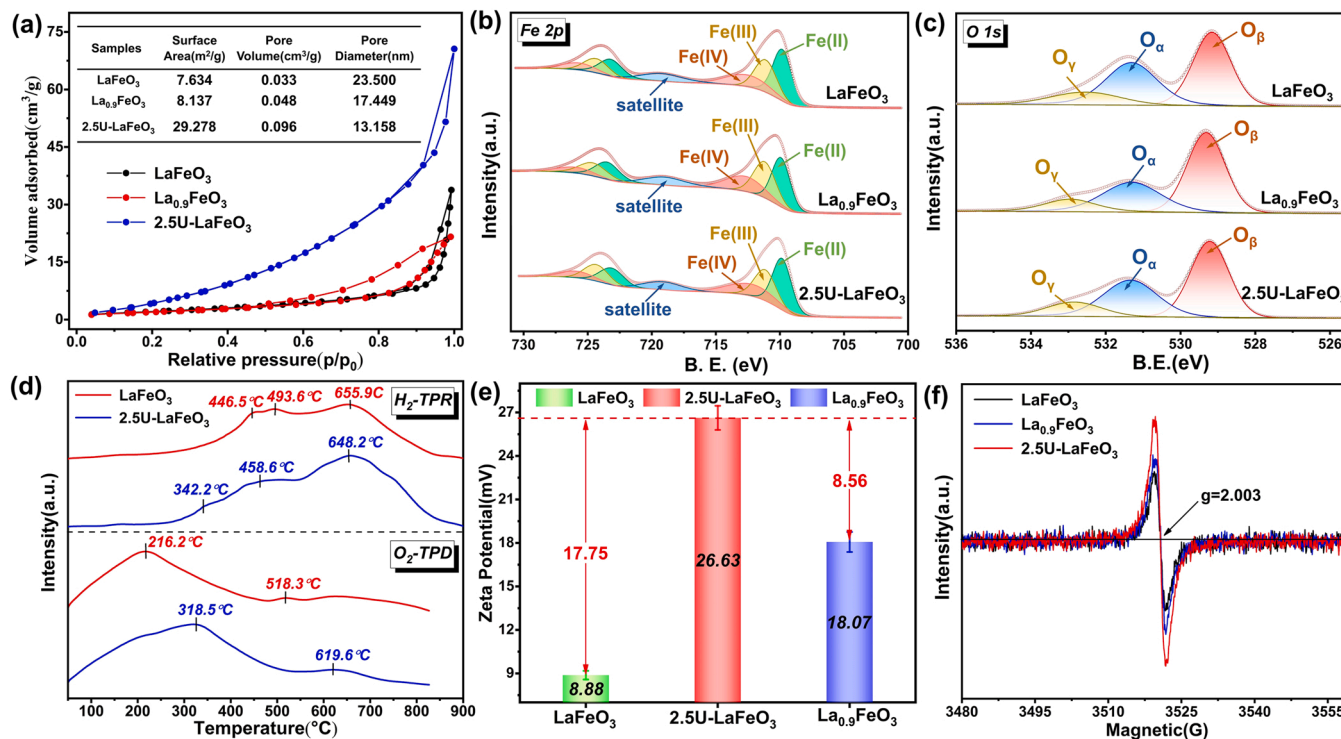 (a)
75
60
45
30
15
0
Volume adsorbed(cm³/g)
Samples Surface Area(m²/g) Pore Volume(cm³/g) Pore Diameter(nm)
LaFeO₃ 7.634 0.033 23.500
La₀.₉FeO₃ 8.137 0.048 17.449
2.5U-LaFeO₃ 29.278 0.096 13.158
LaFeO₃
La₀.₉FeO₃
2.5U-LaFeO₃
0.0 0.2 0.4 0.6 0.8 1.0
Relative pressure(p/p₀)
(b)
Fe 2p
Intensity(a.u.)
Fe(III)
Fe(IV) Fe(II)
satellite
LaFeO₃
Fe(III)
Fe(IV) Fe(II)
satellite
La₀.₉FeO₃
Fe(III)
Fe(IV) Fe(II)
satellite
2.5U-LaFeO₃
730 725 720 715 710 705 700
B. E. (eV)
(c)
O 1s
Intensity(a.u.)
Oγ Oα Oβ
LaFeO₃
Oγ Oα Oβ
La₀.₉FeO₃
Oγ Oα Oβ
2.5U-LaFeO
536 534 532 530 528 526
B.E.(eV)
(d)
LaFeO₃
2.5U-LaFeO₃
H₂-TPR
446.5°C 493.6°C 655.9C
342.2°C 458.6°C 648.2°C
O₂-TPD
216.2°C 518.3°C
318.5°C 619.6°C
Intensity(a.u.)
100 200 300 400 500 600 700 800 900
Temperature(°C)
(e)
LaFeO₃ 2.5U-LaFeO₃ La₀.₉FeO₃
27
24
21
18
15
12
9
Zeta Potential(mV)
17.75
8.56
8.88
26.63
18.07
LaFeO₃ 2.5U-LaFeO₃ La₀.₉FeO₃
(f)
LaFeO₃
La₀.₉FeO₃
2.5U-LaFeO₃
g=2.003
Intensity(a.u.)
3480 3495 3510 3525 3540 3555
Magnetic(G)